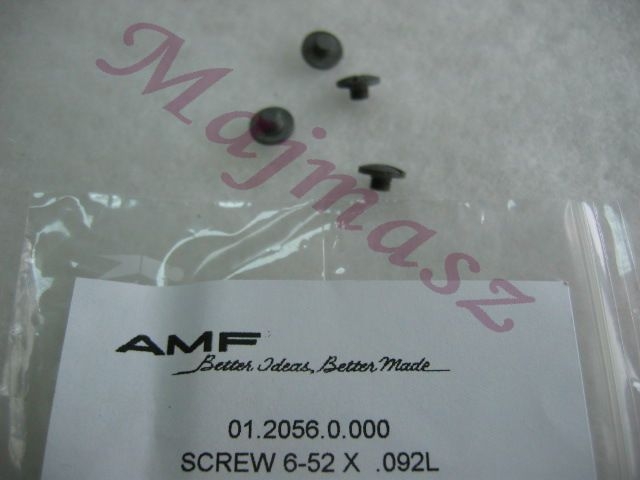 Majmasz
AMF
Better Ideas, Better Made
01.2056.0.000
SCREW 6-52 X .092L